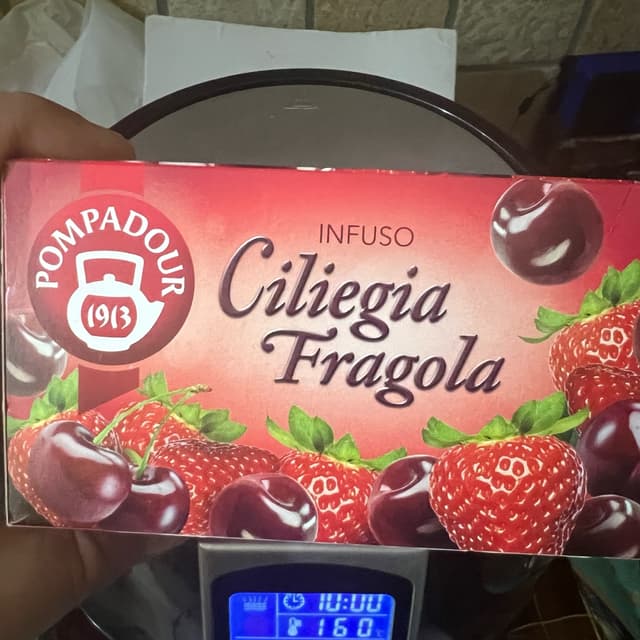 POMPADOUR
1913
INFUSO
Ciliegia
Fragola
10:00
160